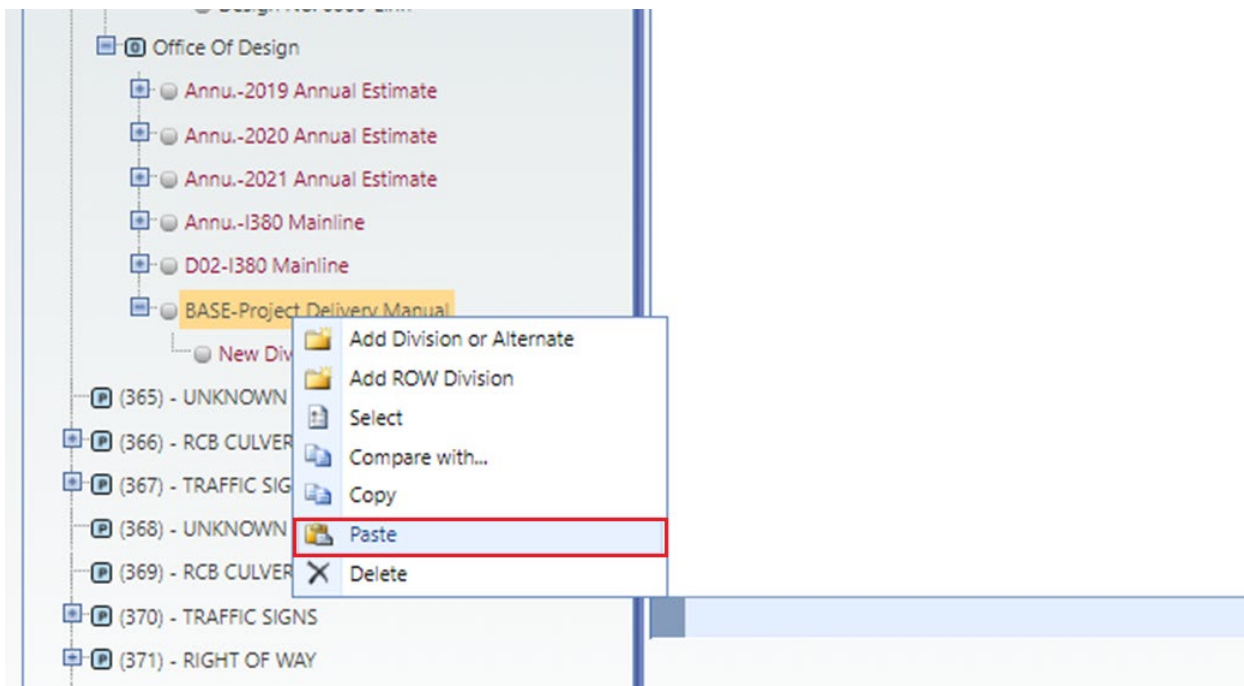 Office Of Design
Annu.-2019 Annual Estimate
Annu.-2020 Annual Estimate
Annu.-2021 Annual Estimate
Annu.-I380 Mainline
D02-I380 Mainline
BASE-Project Delivery Manual
New Div
Add Division or Alternate
Add ROW Division
Select
Compare with...
Copy
Paste
Delete
(365) - UNKNOWN
(366) - RCB CULVER
(367) - TRAFFIC SIG
(368) - UNKNOWN
(369) - RCB CULVER
(370) - TRAFFIC SIGNS
(371) - RIGHT OF WAY